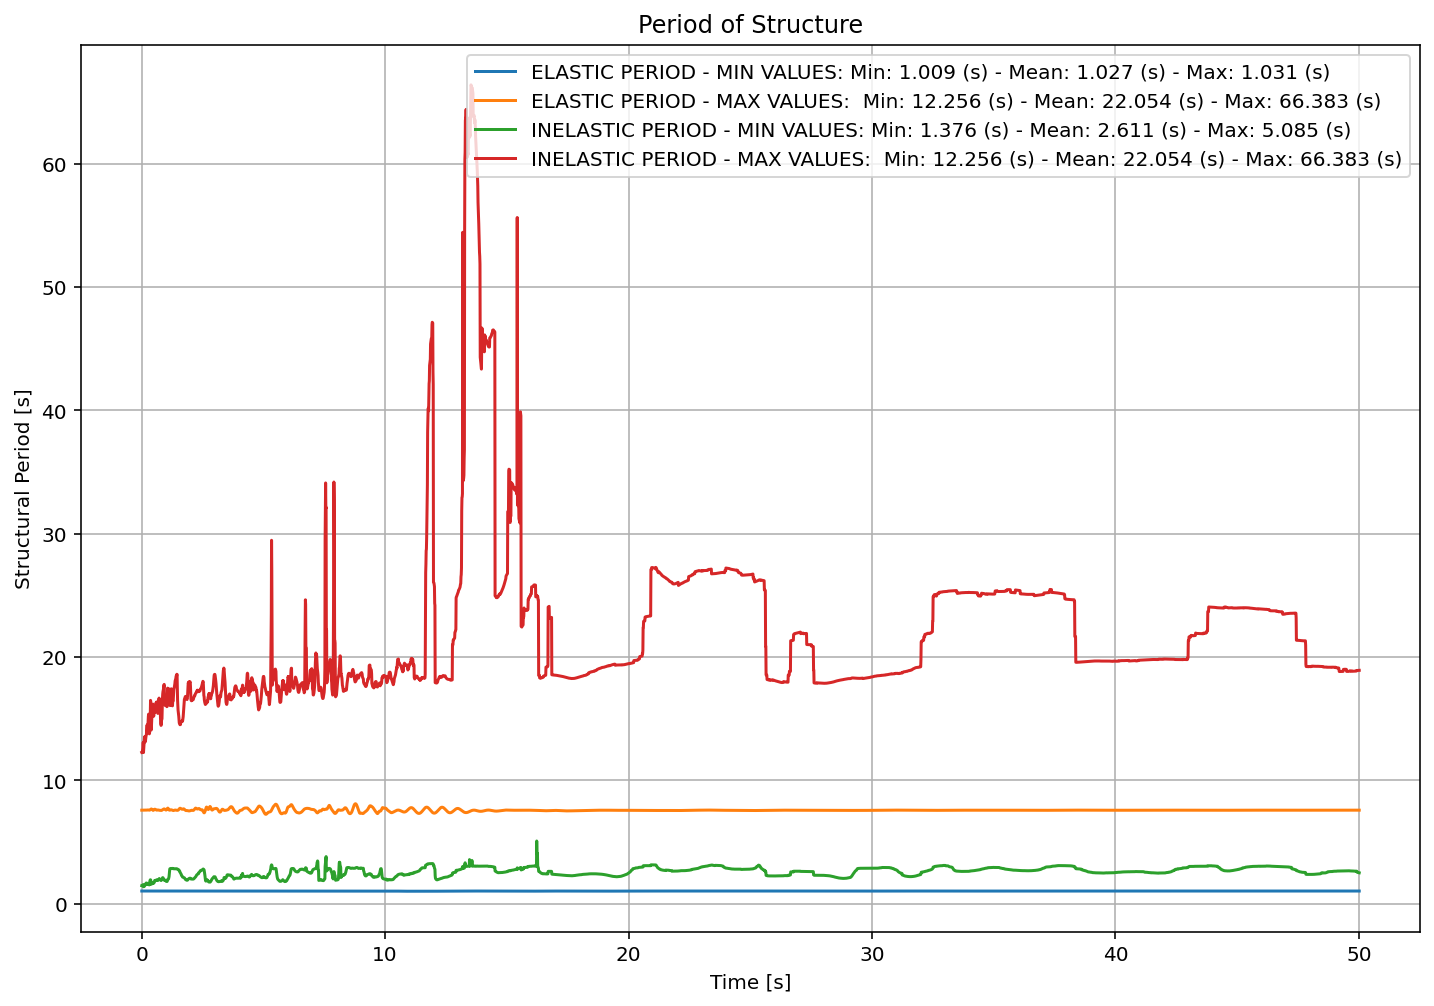 Period of Structure
ELASTIC PERIOD - MIN VALUES: Min: 1.009 (s) - Mean: 1.027 (s) - Max: 1.031 (s)
ELASTIC PERIOD - MAX VALUES:  Min: 12.256 (s) - Mean: 22.054 (s) - Max: 66.383 (s)
INELASTIC PERIOD - MIN VALUES: Min: 1.376 (s) - Mean: 2.611 (s) - Max: 5.085 (s)
INELASTIC PERIOD - MAX VALUES:  Min: 12.256 (s) - Mean: 22.054 (s) - Max: 66.383 (s)
Structural Period [s]
60
50
40
30
20
10
0
0 10 20 30 40 50
Time [s]